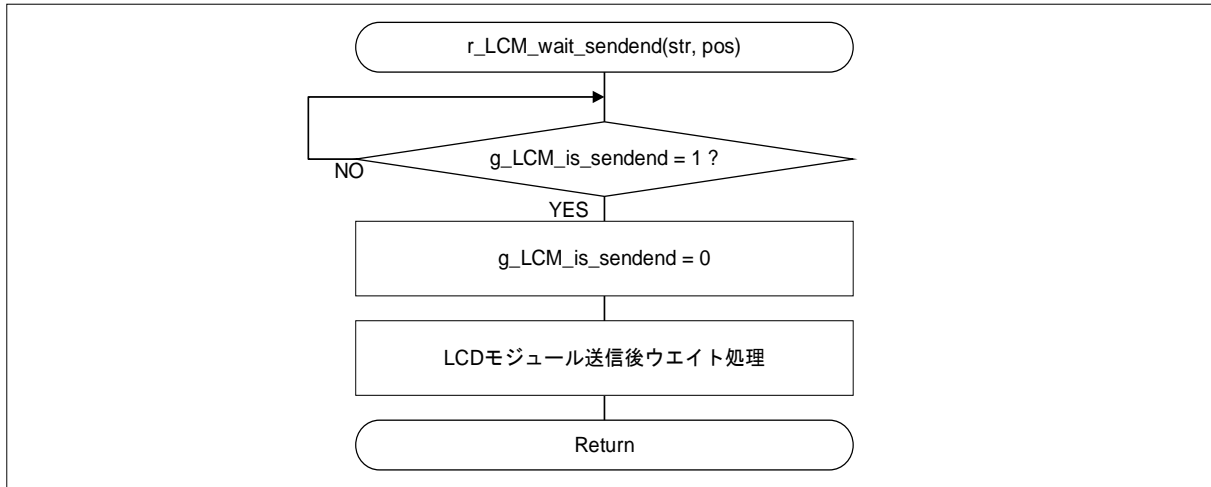 r_LCM_wait_sendend(str, pos)
g_LCM_is_sendend = 1 ?
NO
YES
g_LCM_is_sendend = 0
LCDモジュール送信後ウエイト処理
Return